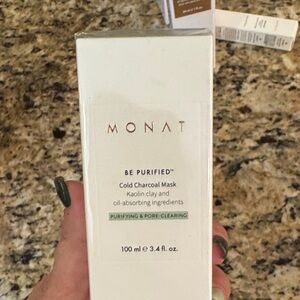 MONAT
BE PURIFIED™
Cold Charcoal Mask
Kaolin clay and
oil-absorbing ingredients
PURIFYING & PORE-CLEARING
100 ml ℮ 3.4 fl. oz.